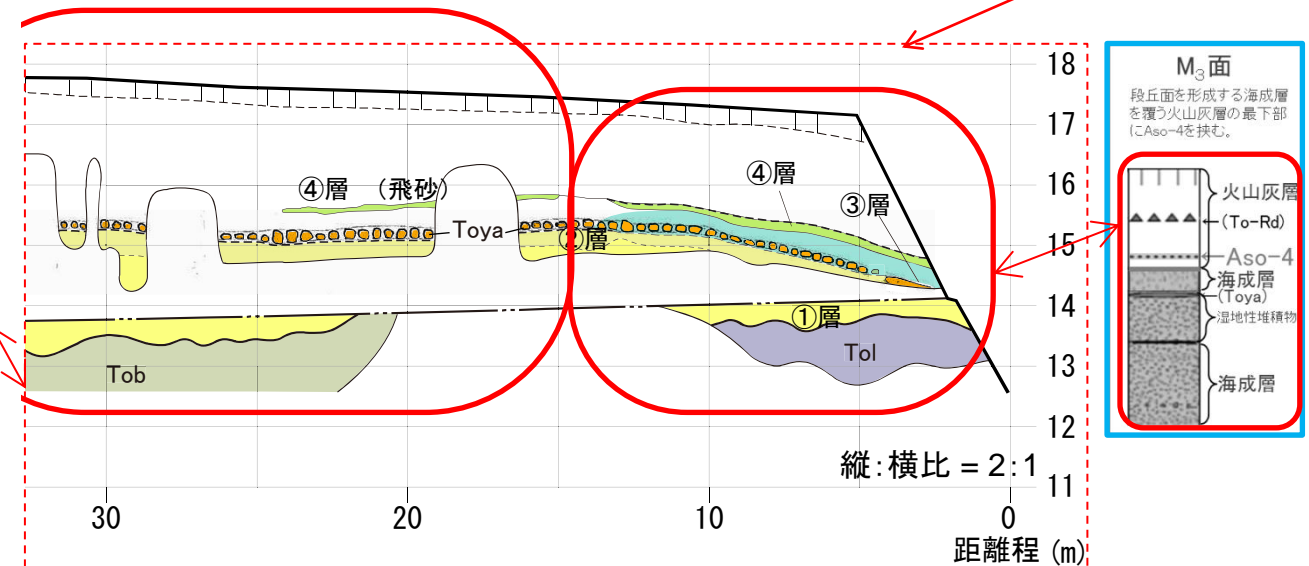 ④層 （飛砂）
Toya
②層
④層
③層
①層
Tob
Tol
縦:横比 = 2:1
18
17
16
15
14
13
12
11
30
20
10
0
距離程 (m)
M₃面
段丘面を形成する海成層
を覆う火山灰層の最下部
にAso-4を挟む。
火山灰層
(To-Rd)
Aso-4
海成層
(Toya)
湿地性堆積物
海成層